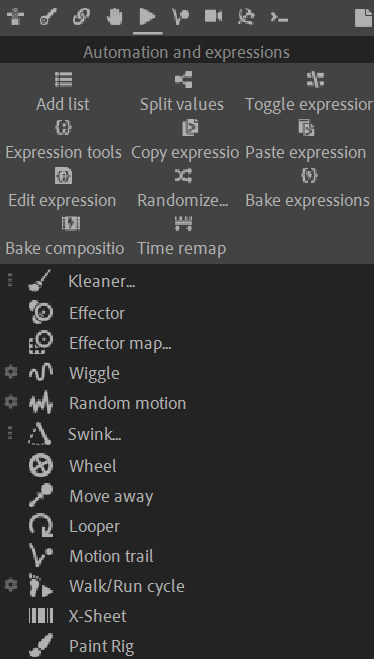 Automation and expressions
Add list Split values Toggle expression
Expression tools Copy expressio Paste expression
Edit expression Randomize... Bake expressions
Bake compositio Time remap
Kleaner...
Effector
Effector map...
Wiggle
Random motion
Swink...
Wheel
Move away
Looper
Motion trail
Walk/Run cycle
X-Sheet
Paint Rig